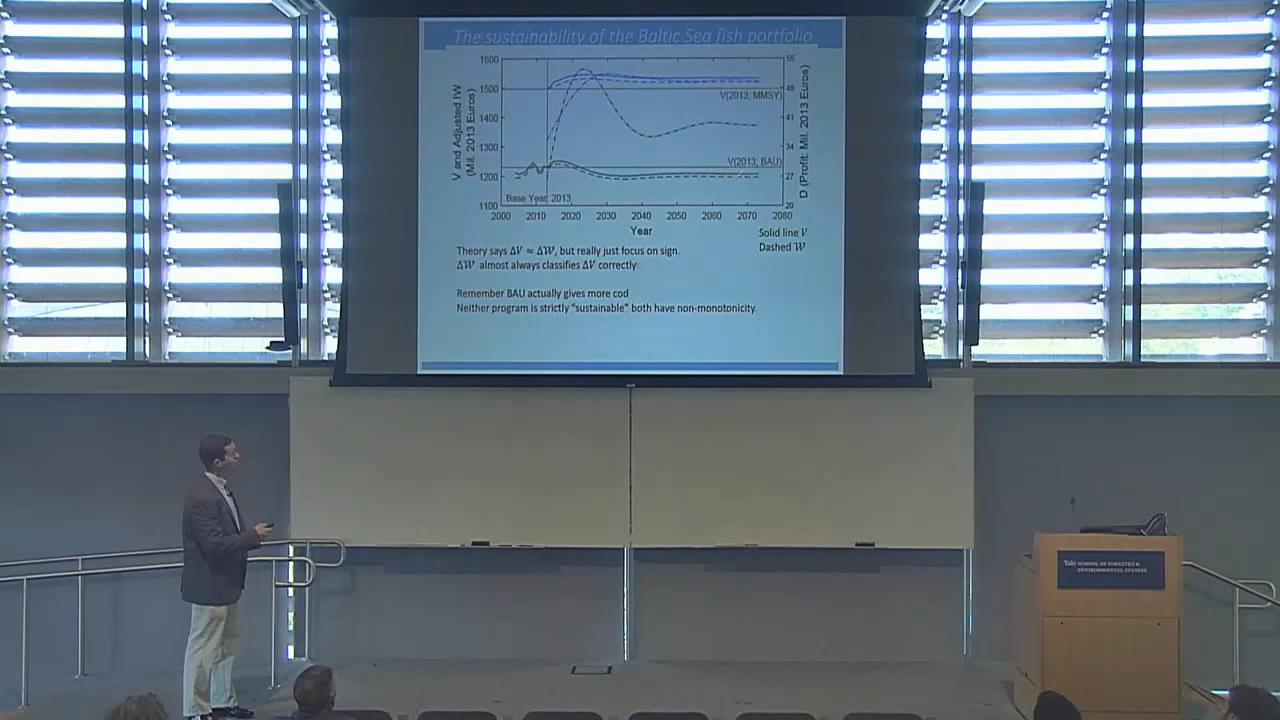 The sustainability of the Baltic Sea fish portfolio
V and Adjusted IW
(Mil. 2013 Euros)
1600
1500
1400
1300
1200
1100
55
48
41
34
27
20
D (Profit: Mil. 2013 Euros)
V(2013; MMSY)
V(2013; BAU)
Base Year: 2013
2000 2010 2020 2030 2040 2050 2060 2070 2080
Year
Solid line V
Dashed W
Theory says ΔV ≈ ΔW, but really just focus on sign.
ΔW almost always classifies ΔV correctly:
Remember BAU actually gives more cod
Neither program is strictly “sustainable” both have non-monotonicity.
Yale SCHOOL OF FORESTRY &
ENVIRONMENTAL STUDIES